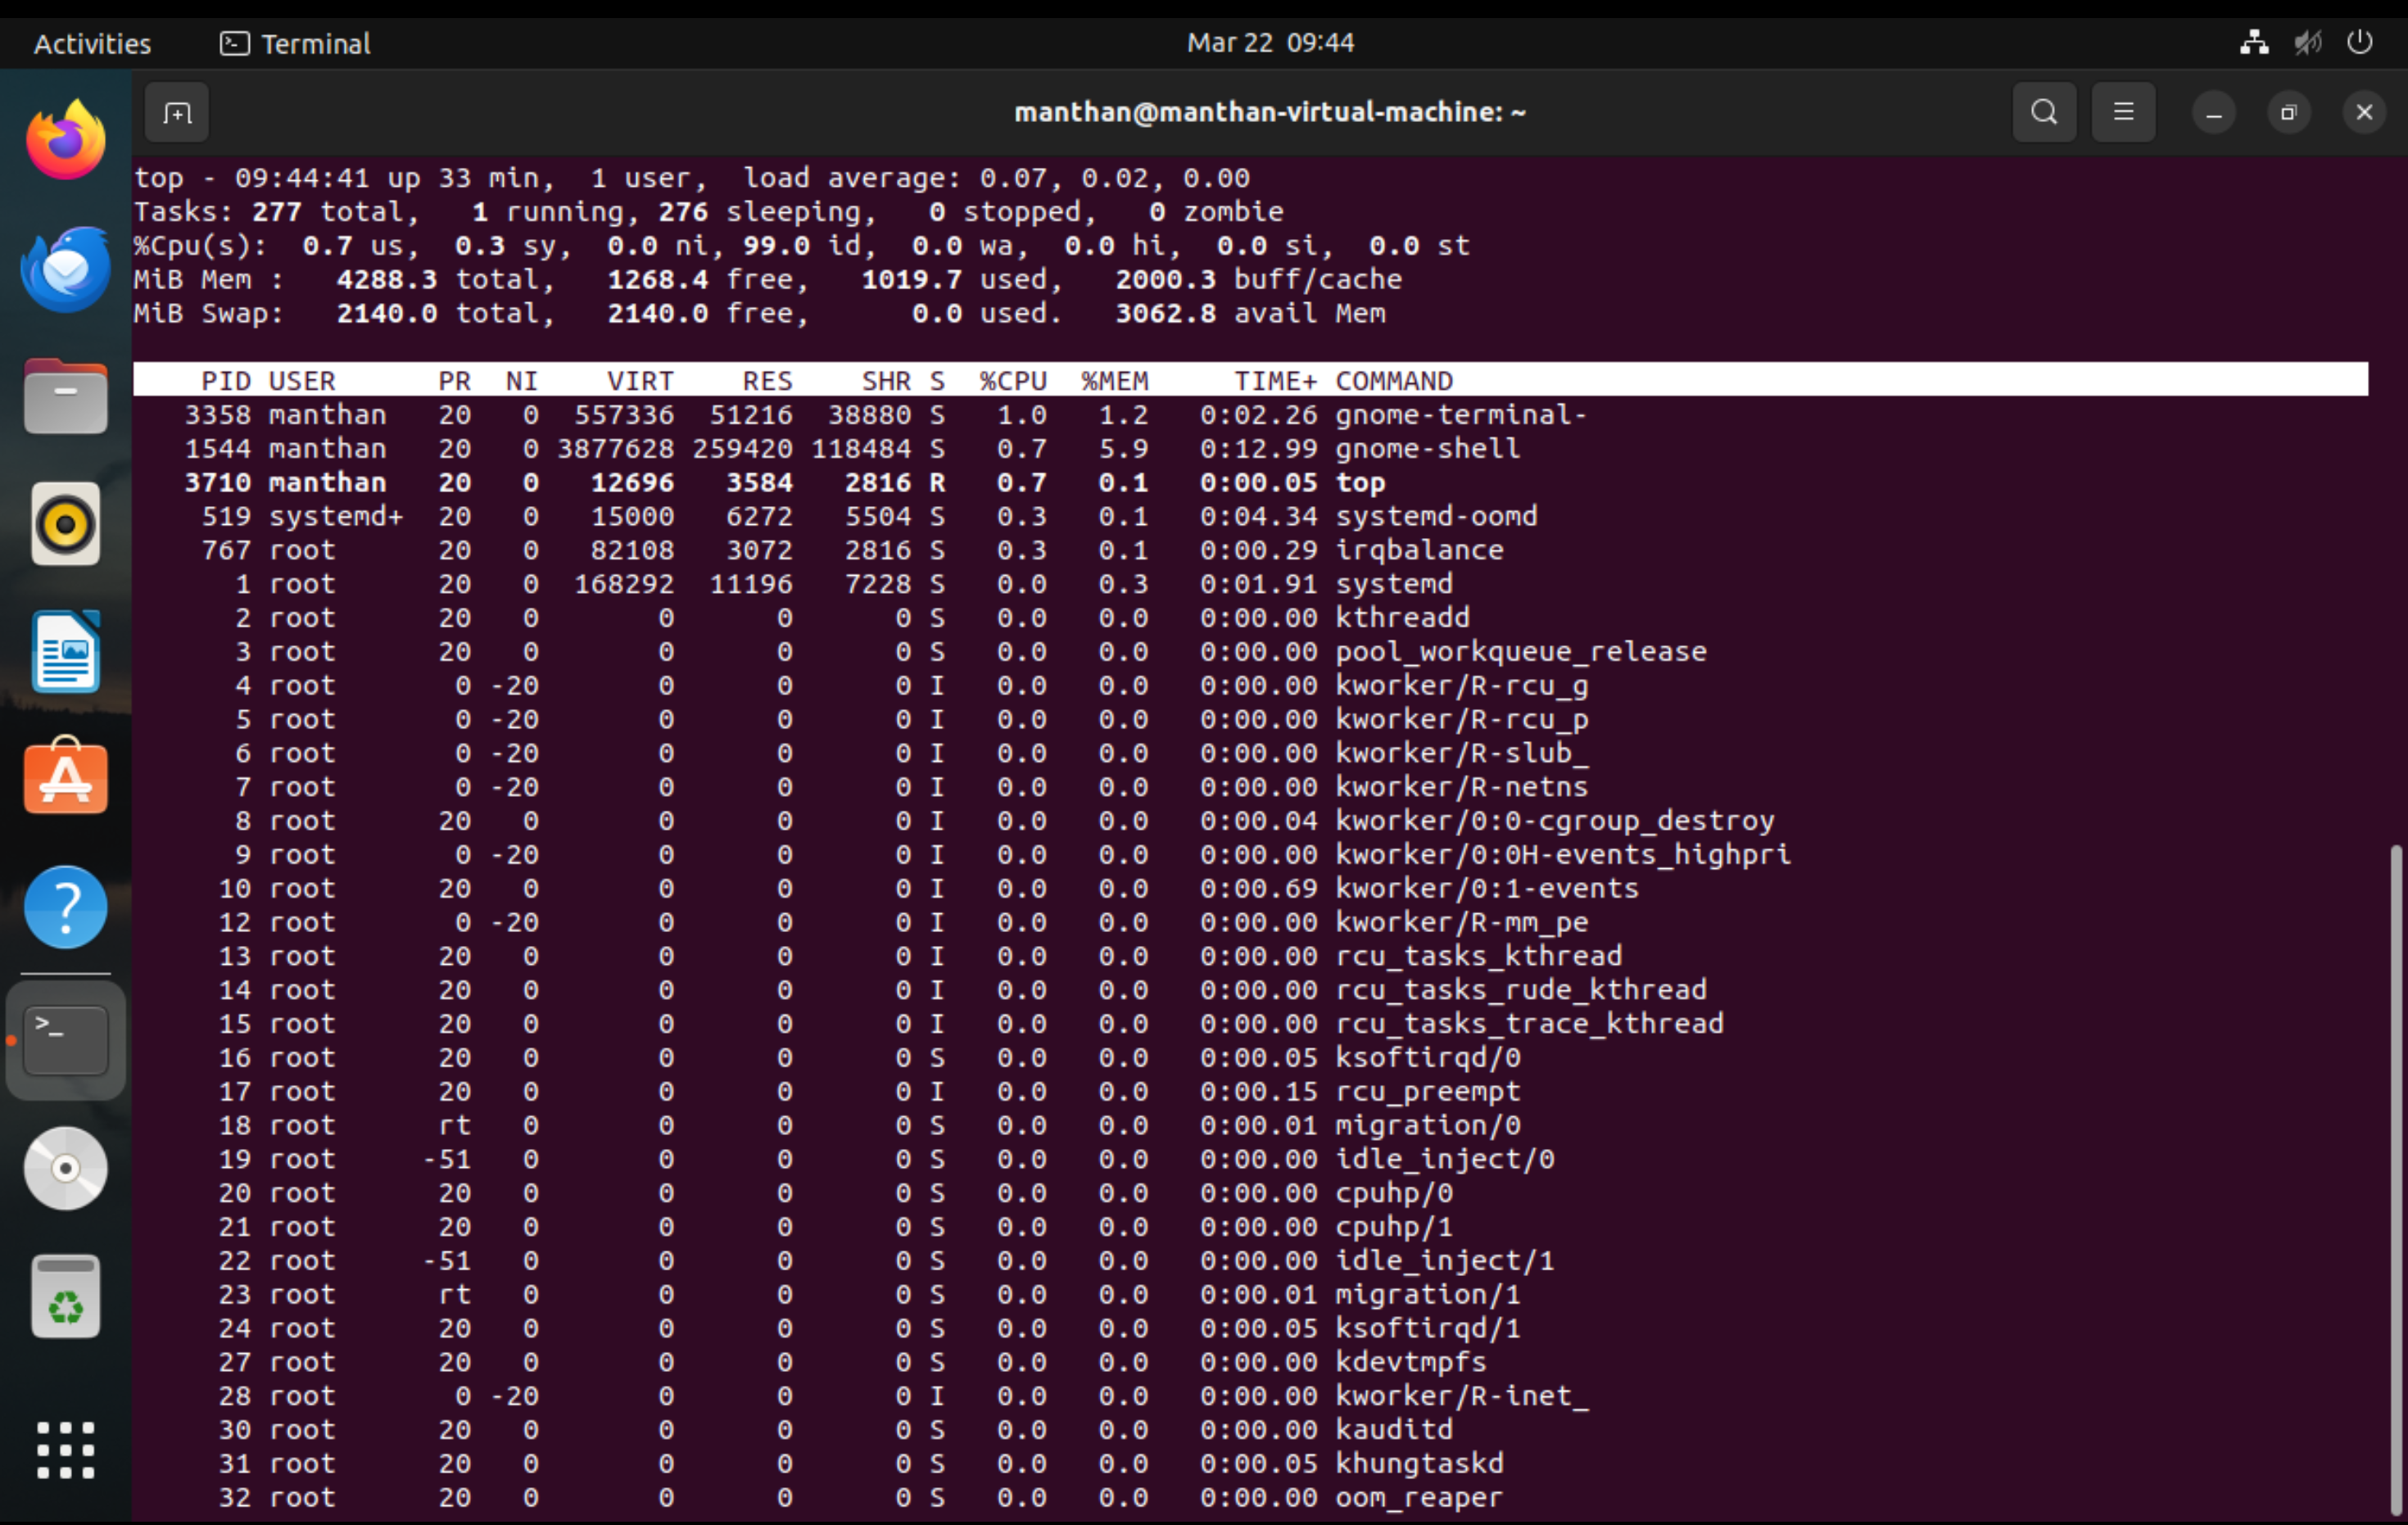 Activities Terminal Mar 22 09:44
manthan@manthan-virtual-machine: ~
top - 09:44:41 up 33 min,  1 user,  load average: 0.07, 0.02, 0.00
Tasks: 277 total,   1 running, 276 sleeping,   0 stopped,   0 zombie
%Cpu(s):  0.7 us,  0.3 sy,  0.0 ni, 99.0 id,  0.0 wa,  0.0 hi,  0.0 si,  0.0 st
MiB Mem :   4288.3 total,   1268.4 free,   1019.7 used,   2000.3 buff/cache
MiB Swap:   2140.0 total,   2140.0 free,      0.0 used.   3062.8 avail Mem
PID USER PR NI VIRT RES SHR S %CPU %MEM TIME+ COMMAND
3358 manthan 20 0 557336 51216 38880 S 1.0 1.2 0:02.26 gnome-terminal-
1544 manthan 20 0 3877628 259420 118484 S 0.7 5.9 0:12.99 gnome-shell
3710 manthan 20 0 12696 3584 2816 R 0.7 0.1 0:00.05 top
519 systemd+ 20 0 15000 6272 5504 S 0.3 0.1 0:04.34 systemd-oomd
767 root 20 0 82108 3072 2816 S 0.3 0.1 0:00.29 irqbalance
1 root 20 0 168292 11196 7228 S 0.0 0.3 0:01.91 systemd
2 root 20 0 0 0 0 S 0.0 0.0 0:00.00 kthreadd
3 root 20 0 0 0 0 S 0.0 0.0 0:00.00 pool_workqueue_release
4 root 0 -20 0 0 0 I 0.0 0.0 0:00.00 kworker/R-rcu_g
5 root 0 -20 0 0 0 I 0.0 0.0 0:00.00 kworker/R-rcu_p
6 root 0 -20 0 0 0 I 0.0 0.0 0:00.00 kworker/R-slub_
7 root 0 -20 0 0 0 I 0.0 0.0 0:00.00 kworker/R-netns
8 root 20 0 0 0 0 I 0.0 0.0 0:00.04 kworker/0:0-cgroup_destroy
9 root 0 -20 0 0 0 I 0.0 0.0 0:00.00 kworker/0:0H-events_highpri
10 root 20 0 0 0 0 I 0.0 0.0 0:00.69 kworker/0:1-events
12 root 0 -20 0 0 0 I 0.0 0.0 0:00.00 kworker/R-mm_pe
13 root 20 0 0 0 0 I 0.0 0.0 0:00.00 rcu_tasks_kthread
14 root 20 0 0 0 0 I 0.0 0.0 0:00.00 rcu_tasks_rude_kthread
15 root 20 0 0 0 0 I 0.0 0.0 0:00.00 rcu_tasks_trace_kthread
16 root 20 0 0 0 0 S 0.0 0.0 0:00.05 ksoftirqd/0
17 root 20 0 0 0 0 I 0.0 0.0 0:00.15 rcu_preempt
18 root rt 0 0 0 0 S 0.0 0.0 0:00.01 migration/0
19 root -51 0 0 0 0 S 0.0 0.0 0:00.00 idle_inject/0
20 root 20 0 0 0 0 S 0.0 0.0 0:00.00 cpuhp/0
21 root 20 0 0 0 0 S 0.0 0.0 0:00.00 cpuhp/1
22 root -51 0 0 0 0 S 0.0 0.0 0:00.00 idle_inject/1
23 root rt 0 0 0 0 S 0.0 0.0 0:00.01 migration/1
24 root 20 0 0 0 0 S 0.0 0.0 0:00.05 ksoftirqd/1
27 root 20 0 0 0 0 S 0.0 0.0 0:00.00 kdevtmpfs
28 root 0 -20 0 0 0 I 0.0 0.0 0:00.00 kworker/R-inet_
30 root 20 0 0 0 0 S 0.0 0.0 0:00.00 kauditd
31 root 20 0 0 0 0 S 0.0 0.0 0:00.05 khungtaskd
32 root 20 0 0 0 0 S 0.0 0.0 0:00.00 oom_reaper